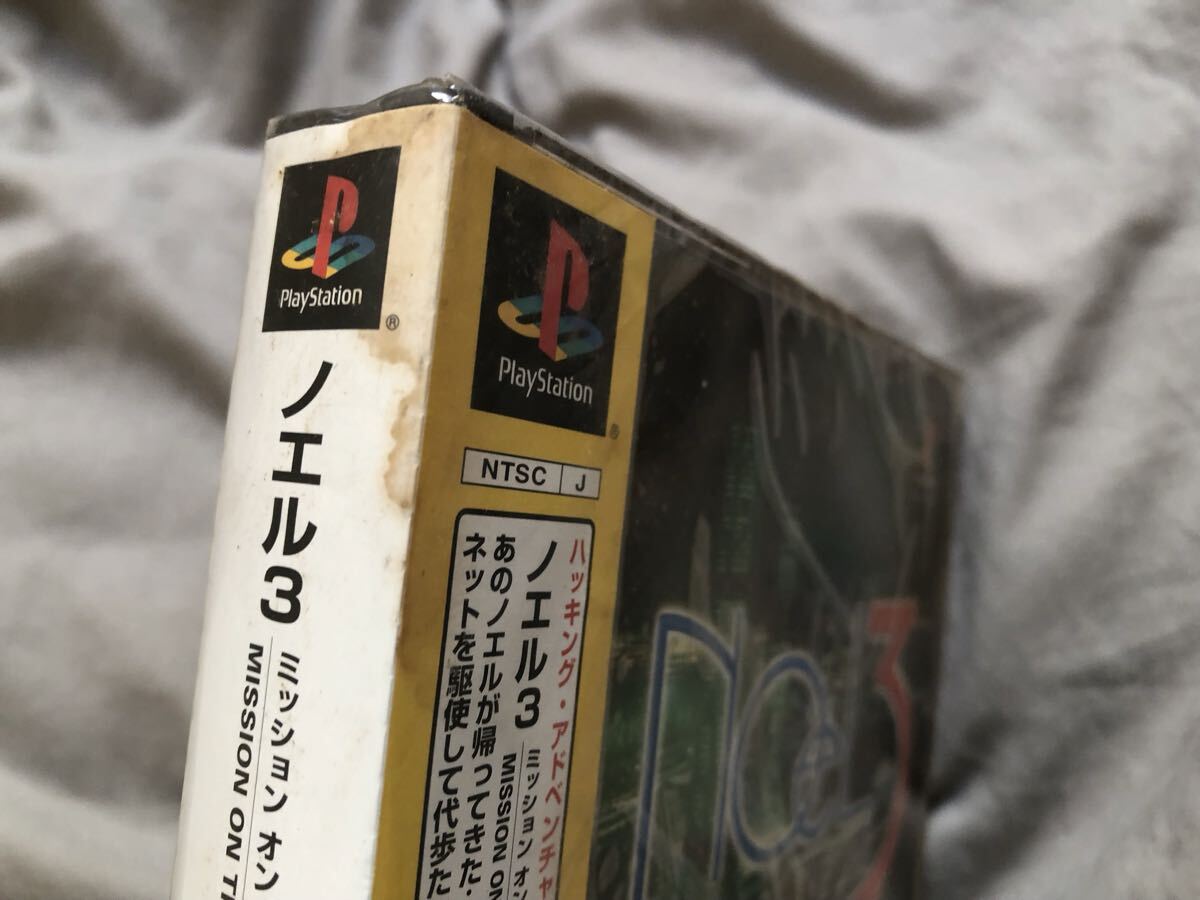 PlayStation
®
ノエル3
ミッション オン
MISSION ON T
PlayStation
®
NTSC J
ハッキング・アドベンチャ
ノエル3
ミッション オン
MISSION ON
あのノエルが帰ってきた・
ネットを駆使して代歩た
Noël 3